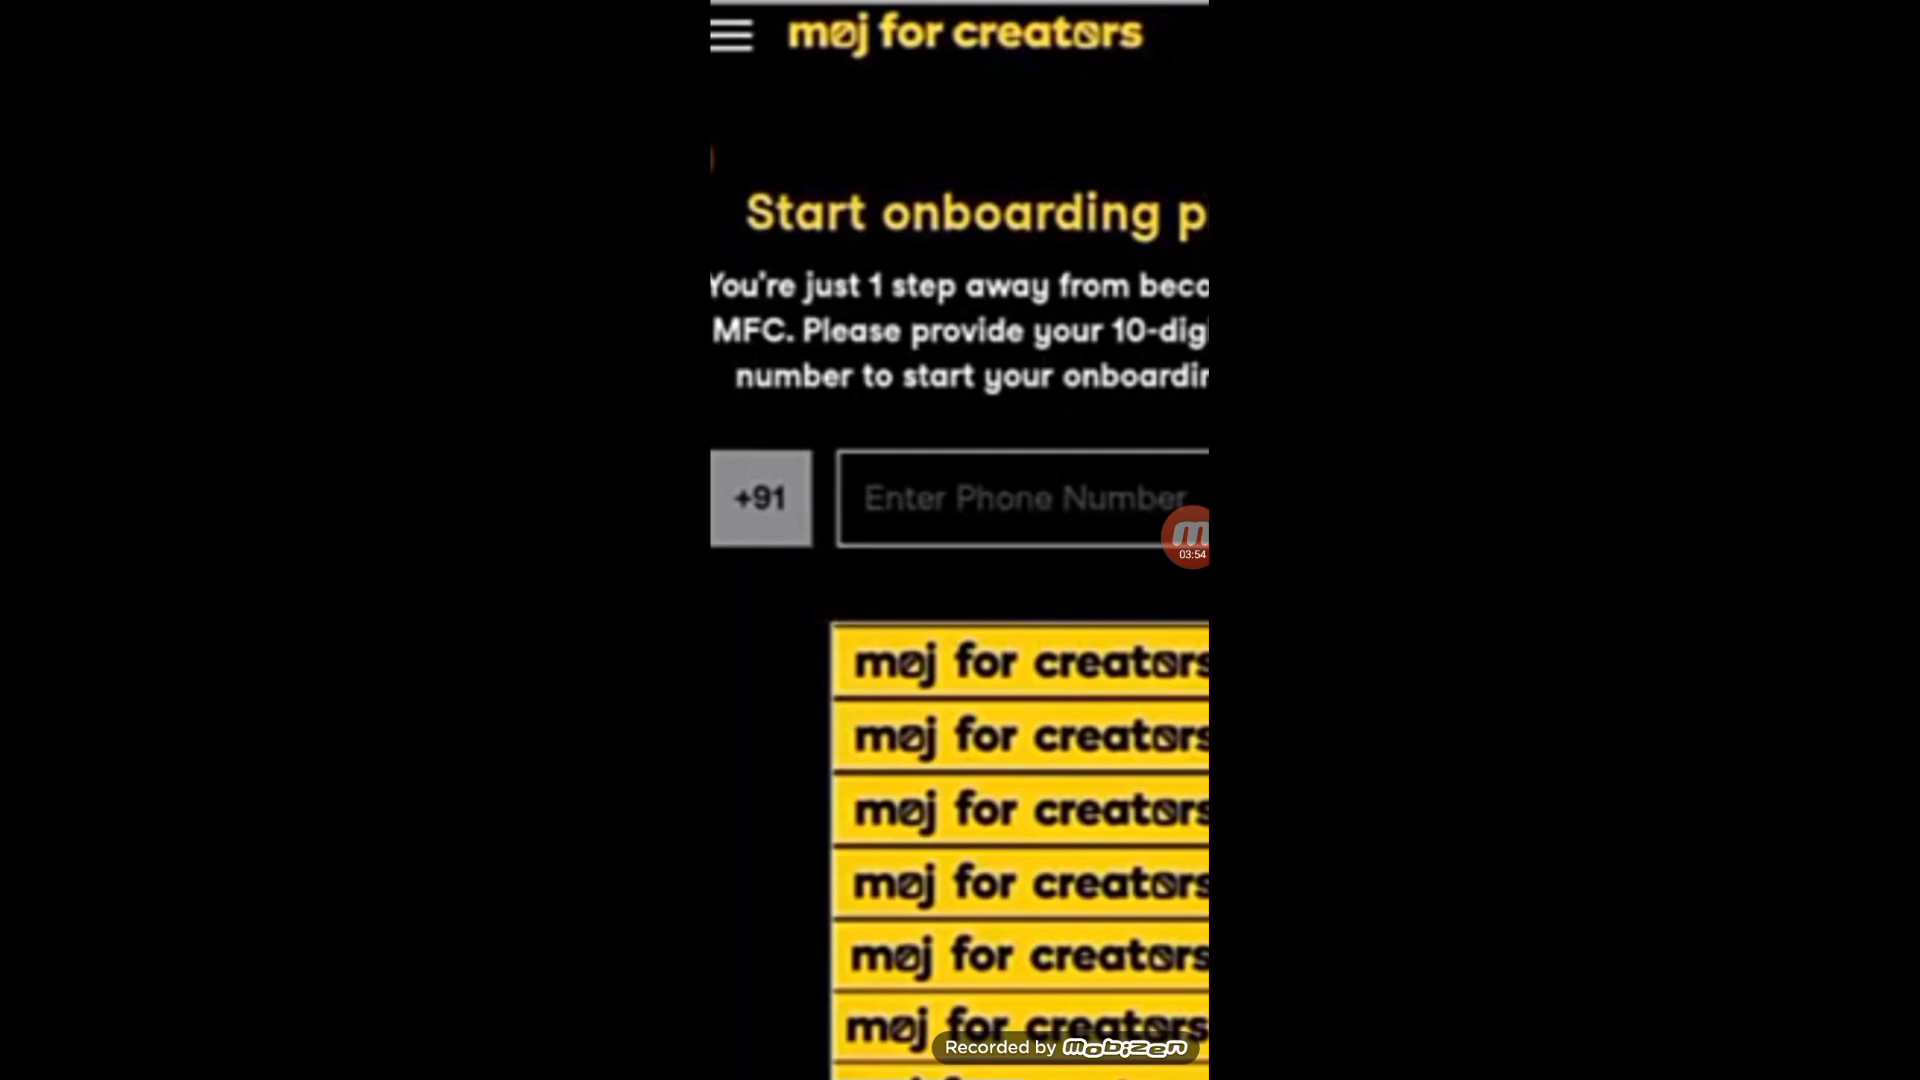 moj for creators
Start onboarding p
You're just 1 step away from beco
MFC. Please provide your 10-dig
number to start your onboardin
+91
Enter Phone Number
m
03:54
moj for creators
moj for creators
moj for creators
moj for creators
moj for creators
moj for creators
Recorded by mobizen